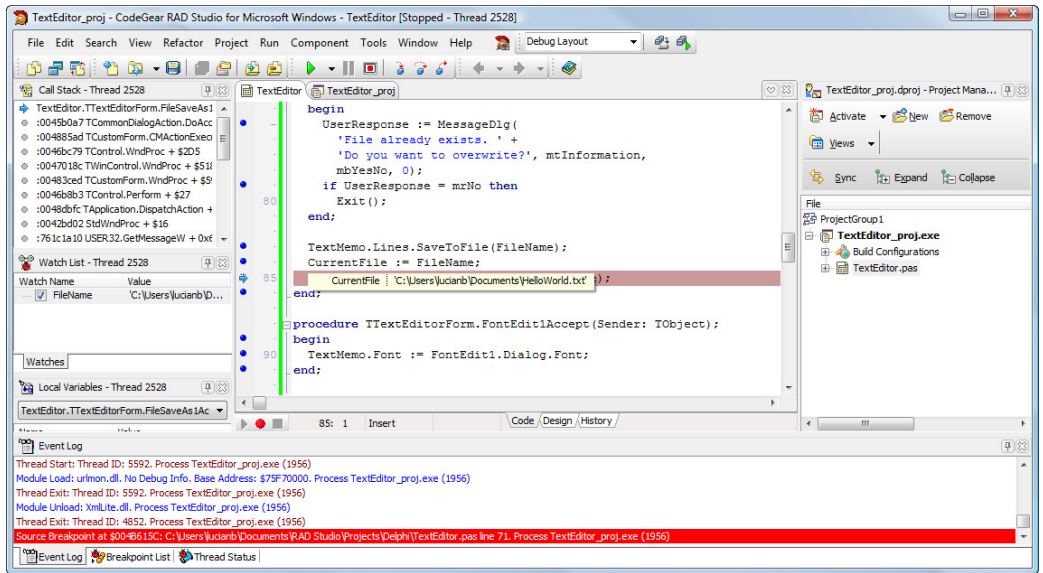 TextEditor_proj - CodeGear RAD Studio for Microsoft Windows - TextEditor [Stopped - Thread 2528]
File Edit Search View Refactor Project Run Component Tools Window Help Debug Layout
Call Stack - Thread 2528
TextEditor.TTextEditorForm.FileSaveAs1
:0045b0a7 TCommonDialogAction.DoAcc
:004885ad TCustomForm.CMActionExec
:0046bc79 TControl.WndProc + $2D5
:0047018c TWinControl.WndProc + $518
:00483ced TCustomForm.WndProc + $5
:0046b8b3 TControl.Perform + $27
:0048dbfc TApplication.DispatchAction +
:0042bd02 StdWndProc + $16
:761c1a10 USER32.GetMessageW + 0x6
Watch List - Thread 2528
Watch Name Value
FileName 'C:\Users\lucianb\D...
Watches
Local Variables - Thread 2528
TextEditor.TTextEditorForm.FileSaveAs1Ac
Name Value
TextEditor TextEditor_proj
begin
UserResponse := MessageDlg(
'File already exists. ' +
'Do you want to overwrite?', mtInformation,
mbYesNo, 0);
if UserResponse = mrNo then
80 Exit();
end;
TextMemo.Lines.SaveToFile(FileName);
CurrentFile := FileName;
85 CurrentFile 'C:\Users\lucianb\Documents\HelloWorld.txt' );
end;
procedure TTextEditorForm.FontEdit1Accept(Sender: TObject);
begin
90 TextMemo.Font := FontEdit1.Dialog.Font;
end;
85: 1 Insert Code Design History
TextEditor_proj.dproj - Project Mana...
Activate New Remove
Views
Sync Expand Collapse
File
ProjectGroup1
TextEditor_proj.exe
Build Configurations
TextEditor.pas
Event Log
Thread Start: Thread ID: 5592. Process TextEditor_proj.exe (1956)
Module Load: urlmon.dll. No Debug Info. Base Address: $75F70000. Process TextEditor_proj.exe (1956)
Thread Exit: Thread ID: 5592. Process TextEditor_proj.exe (1956)
Module Unload: XmlLite.dll. Process TextEditor_proj.exe (1956)
Thread Exit: Thread ID: 4852. Process TextEditor_proj.exe (1956)
Source Breakpoint at $004B615C: C:\Users\lucianb\Documents\RAD Studio\Projects\Delphi\TextEditor.pas line 71. Process TextEditor_proj.exe (1956)
Event Log Breakpoint List Thread Status